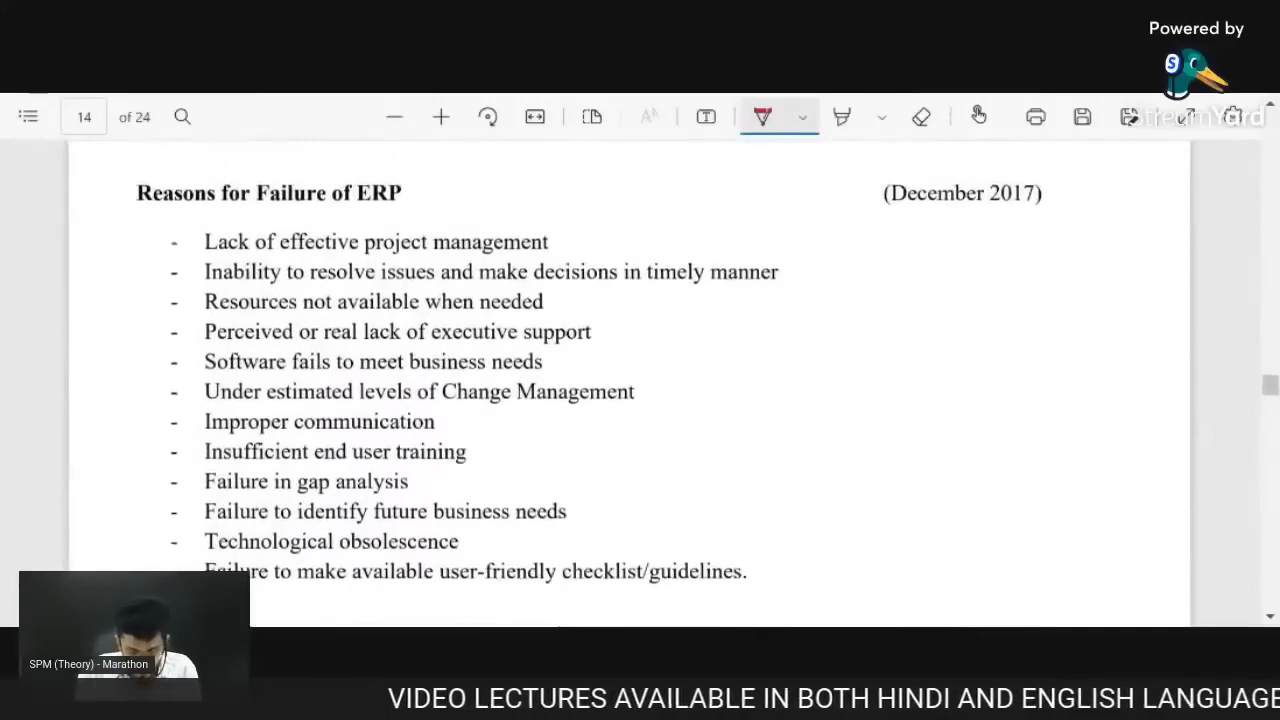 Powered by
StreamYard
14 of 24
Reasons for Failure of ERP (December 2017)
- Lack of effective project management
- Inability to resolve issues and make decisions in timely manner
- Resources not available when needed
- Perceived or real lack of executive support
- Software fails to meet business needs
- Under estimated levels of Change Management
- Improper communication
- Insufficient end user training
- Failure in gap analysis
- Failure to identify future business needs
- Technological obsolescence
Failure to make available user-friendly checklist/guidelines.
SPM (Theory) - Marathon
VIDEO LECTURES AVAILABLE IN BOTH HINDI AND ENGLISH LANGUAGE